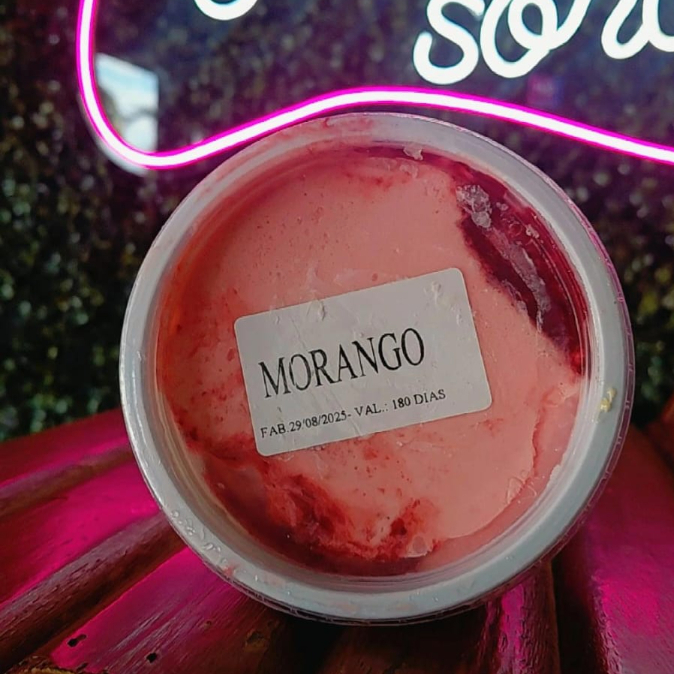 MORANGO
FAB.29/08/2025- VAL.: 180 DIAS